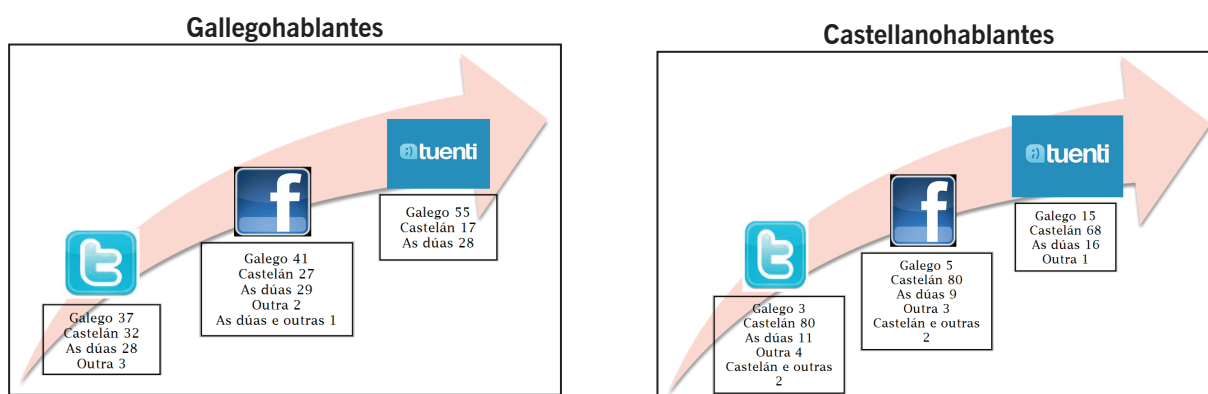 Gallegohablantes
tuenti
f
Galego 55
Castelán 17
As dúas 28
t
Galego 41
Castelán 27
As dúas 29
Outra 2
As dúas e outras 1
Galego 37
Castelán 32
As dúas 28
Outra 3
Castellanohablantes
tuenti
f
Galego 15
Castelán 68
As dúas 16
Outra 1
t
Galego 5
Castelán 80
As dúas 9
Outra 3
Castelán e outras
2
Galego 3
Castelán 80
As dúas 11
Outra 4
Castelán e outras
2